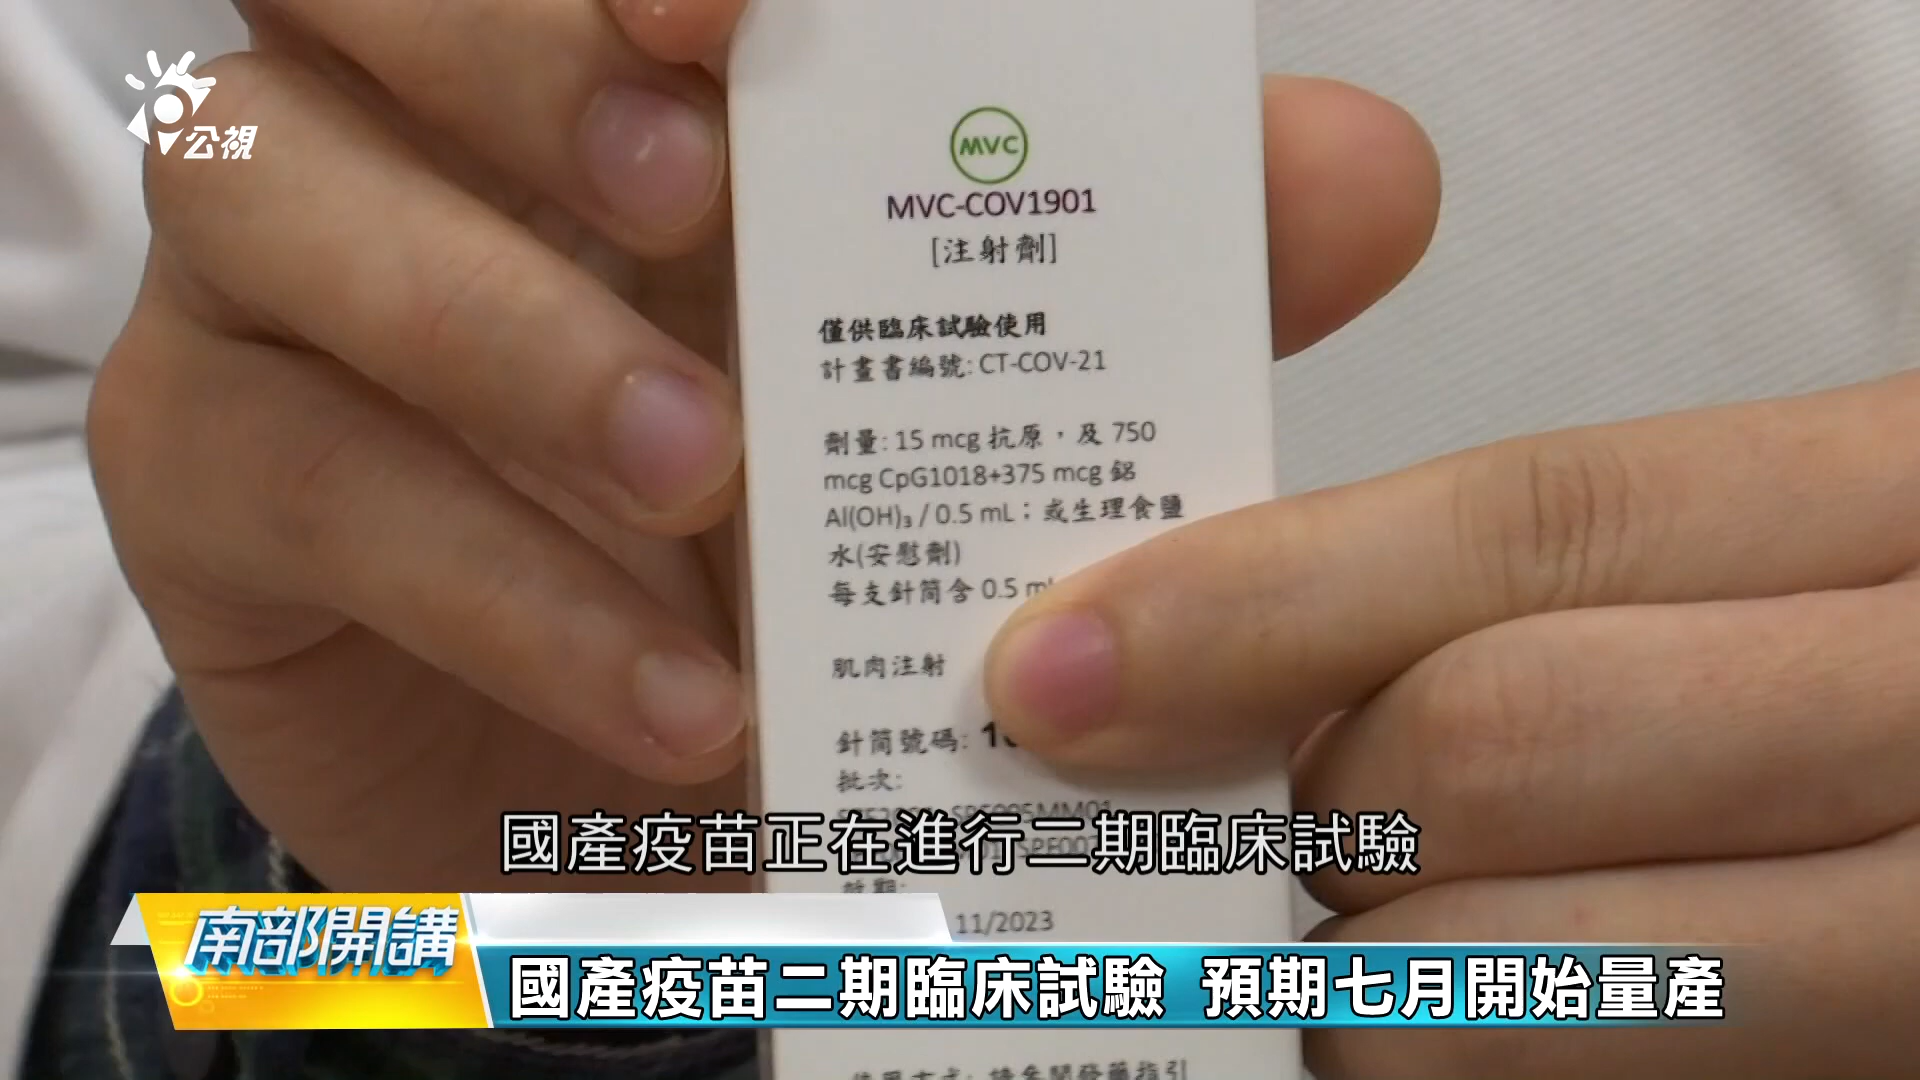 公視
MVC
MVC-COV1901
[注射劑]
僅供臨床試驗使用
計畫書編號: CT-COV-21
劑量: 15 mcg 抗原,及 750
mcg CpG1018+375 mcg 鋁
Al(OH)₃ / 0.5 mL;或生理食鹽
水(安慰劑)
每支針筒含 0.5
肌肉注射
針筒號碼:
批次:
國產疫苗正在進行二期臨床試驗
效期:
11/2023
南部開講
國產疫苗二期臨床試驗 預期七月開始量產